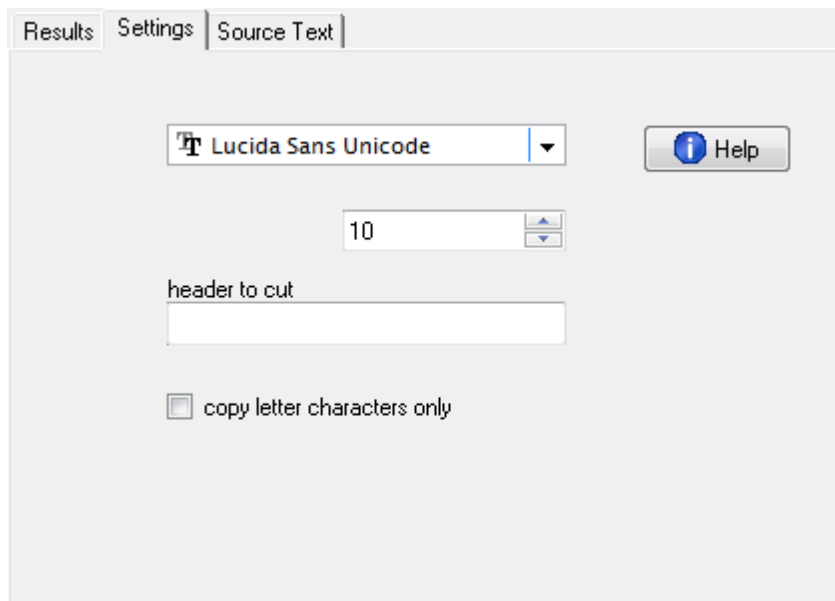 Results Settings Source Text
Lucida Sans Unicode
Help
10
header to cut
copy letter characters only